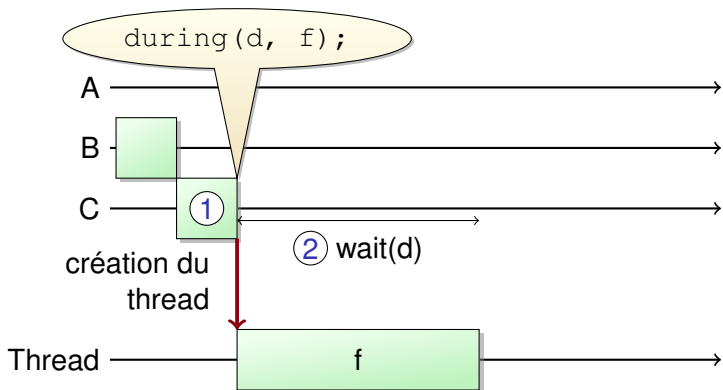 during(d, f);
A
B
C
1
2 wait(d)
création du
thread
Thread
f